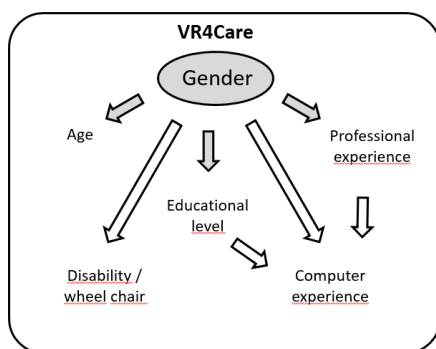 VR4Care
Gender
Age
Professional
experience
Educational
level
Disability /
wheel chair
Computer
experience